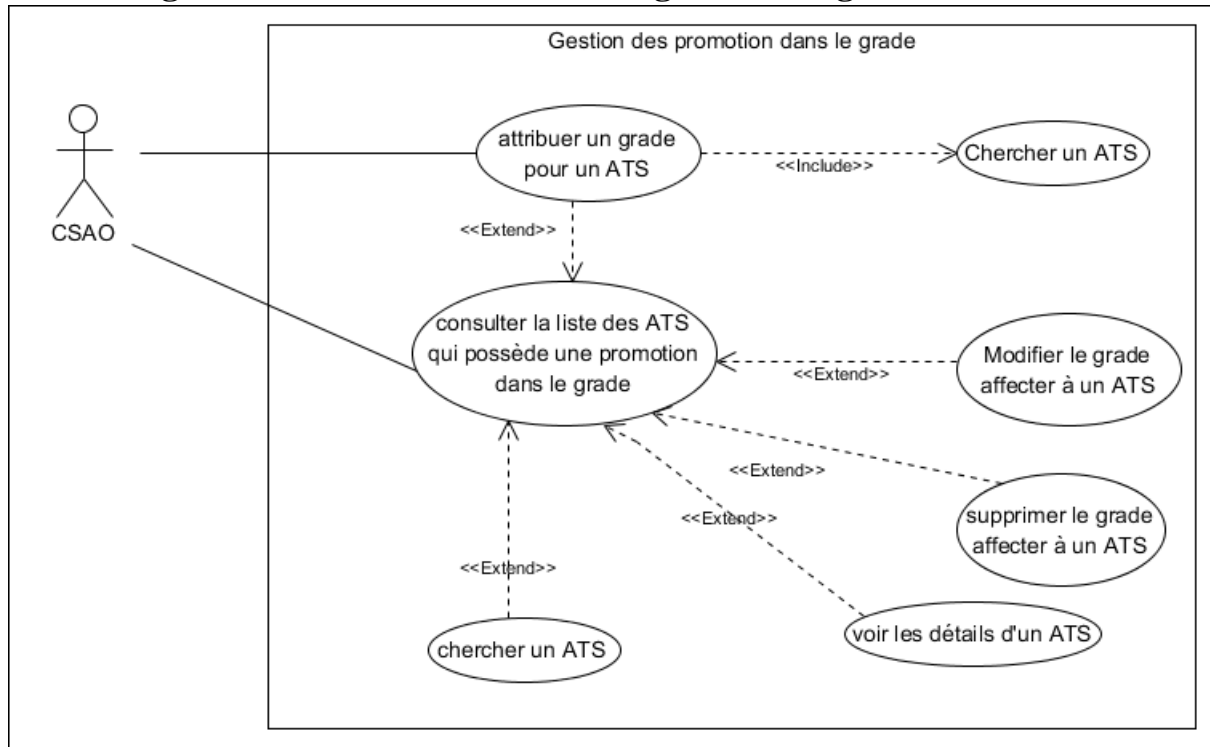 Gestion des promotion dans le grade
attribuer un grade
pour un ATS
<<Include>>
Chercher un ATS
CSAO
<<Extend>>
consulter la liste des ATS
qui possède une promotion
dans le grade
<<Extend>>
Modifier le grade
affecter à un ATS
<<Extend>>
supprimer le grade
affecter à un ATS
<<Extend>>
<<Extend>>
voir les détails d'un ATS
chercher un ATS